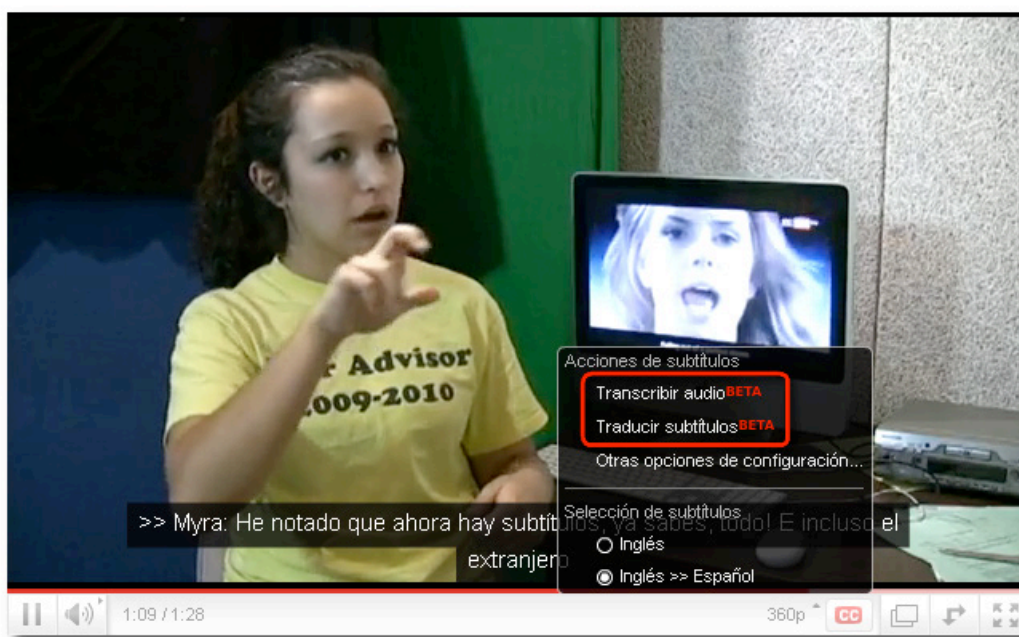 Advisor
2009-2010
Acciones de subtítulos
Transcribir audioBETA
Traducir subtítulosBETA
Otras opciones de configuración...
Selección de subtítulos
Inglés
Inglés >> Español
>> Myra: He notado que ahora hay subtítulos, ya sabes, todo! E incluso el
extranjero
1:09 / 1:28
360p
CC